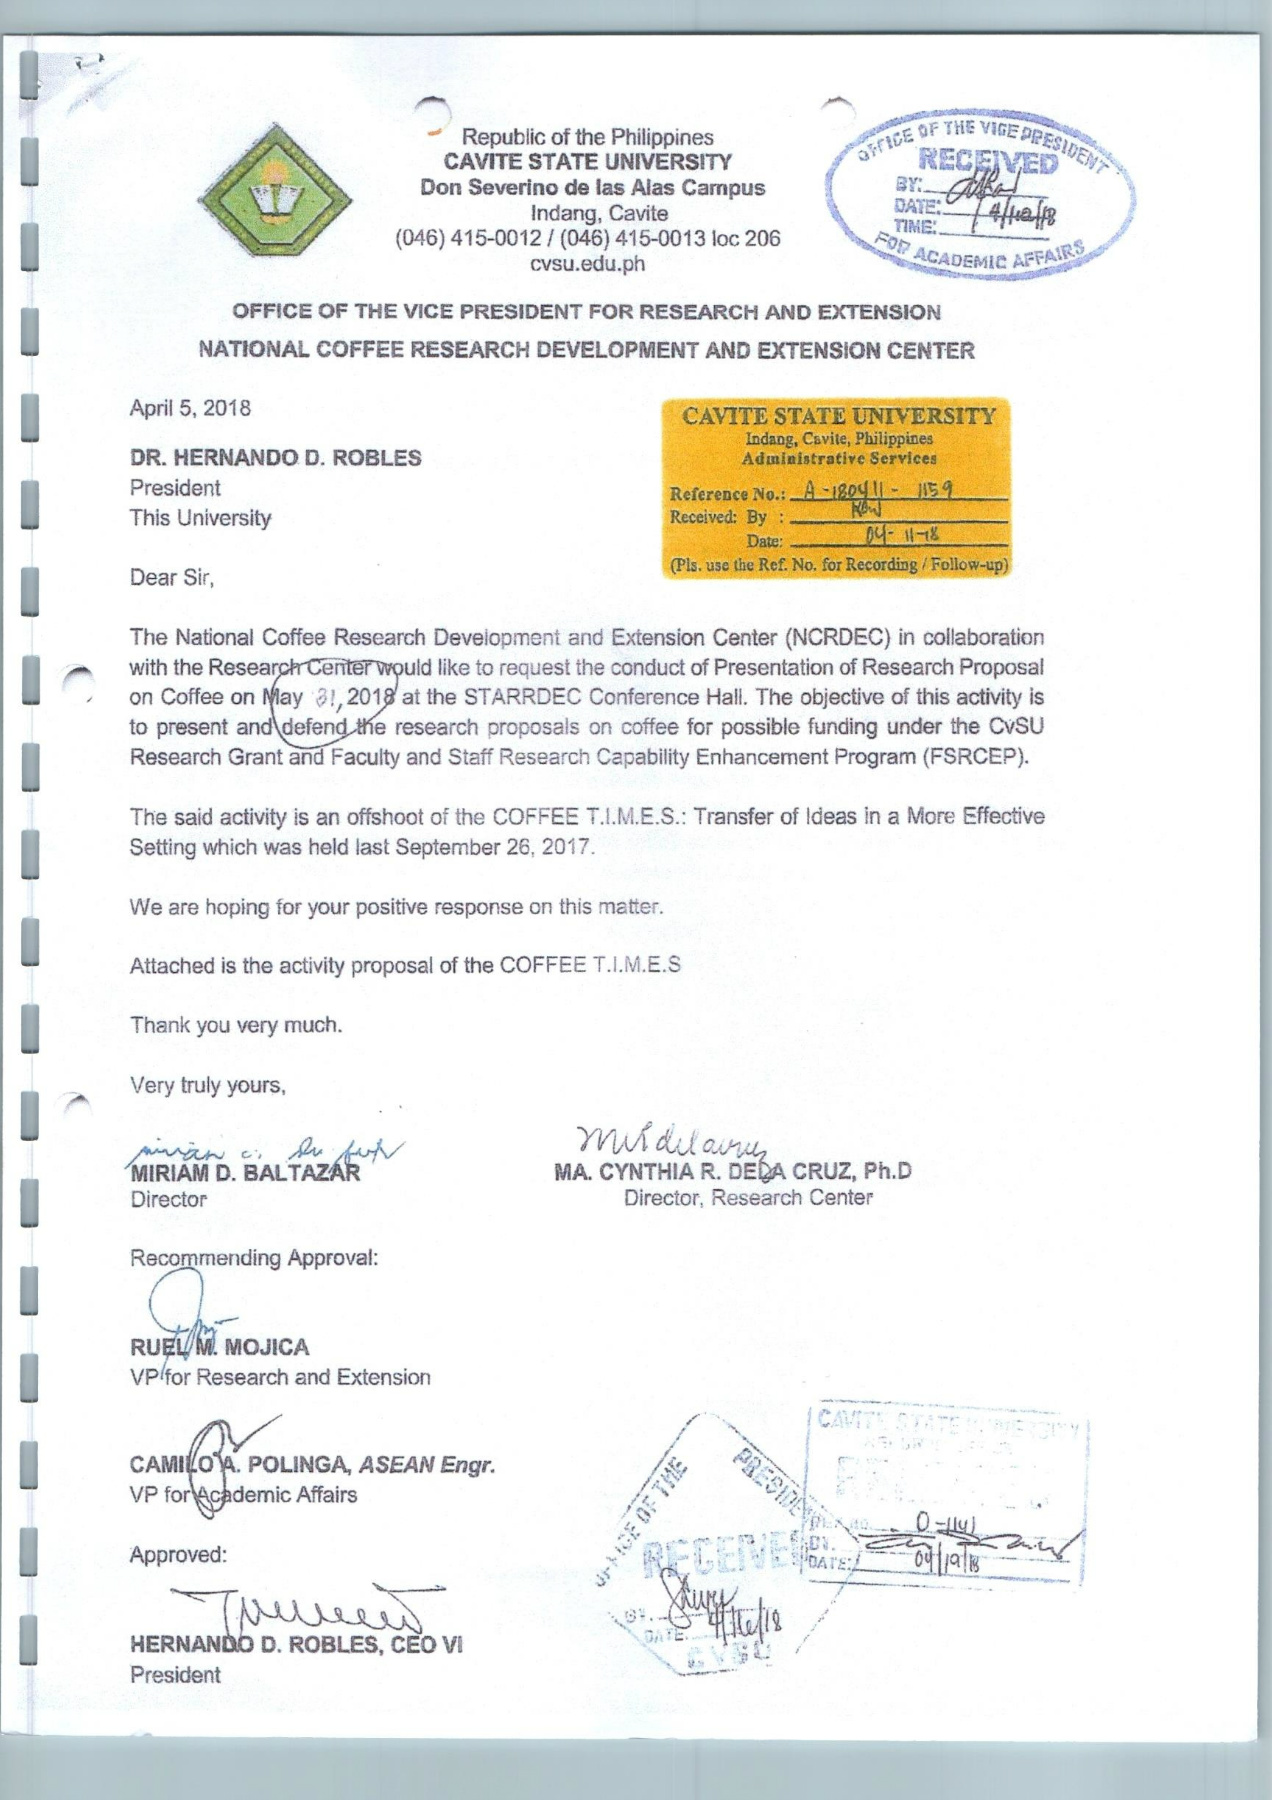 Republic of the Philippines
CAVITE STATE UNIVERSITY
Don Severino de las Alas Campus
Indang, Cavite
(046) 415-0012 / (046) 415-0013 loc 206
cvsu.edu.ph
OFFICE OF THE VICE PRESIDENT
RECEIVED
BY:
DATE:
TIME:
FOR ACADEMIC AFFAIRS
OFFICE OF THE VICE PRESIDENT FOR RESEARCH AND EXTENSION
NATIONAL COFFEE RESEARCH DEVELOPMENT AND EXTENSION CENTER
April 5, 2018
CAVITE STATE UNIVERSITY
Indang, Cavite, Philippines
Administrative Services
Reference No.: A-180411-1159
Received: By :
Date: 04-11-18
(Pls. use the Ref. No. for Recording / Follow-up)
DR. HERNANDO D. ROBLES
President
This University
Dear Sir,
The National Coffee Research Development and Extension Center (NCRDEC) in collaboration
with the Research Center would like to request the conduct of Presentation of Research Proposal
on Coffee on May 31, 2018 at the STARRDEC Conference Hall. The objective of this activity is
to present and defend the research proposals on coffee for possible funding under the CvSU
Research Grant and Faculty and Staff Research Capability Enhancement Program (FSRCEP).
The said activity is an offshoot of the COFFEE T.I.M.E.S.: Transfer of Ideas in a More Effective
Setting which was held last September 26, 2017.
We are hoping for your positive response on this matter.
Attached is the activity proposal of the COFFEE T.I.M.E.S
Thank you very much.
Very truly yours,
MIRIAM D. BALTAZAR
Director
MA. CYNTHIA R. DELA CRUZ, Ph.D
Director, Research Center
Recommending Approval:
RUEL M. MOJICA
VP for Research and Extension
CAMILO A. POLINGA, ASEAN Engr.
VP for Academic Affairs
Approved:
HERNANDO D. ROBLES, CEO VI
President
OFFICE OF THE PRESIDENT
RECEIVED
BY.
DATE: 4/16/18
CVSU
CAVITE STATE UNIVERSITY
REF NO. 0-1141
BY.
DATE: 04/19/18